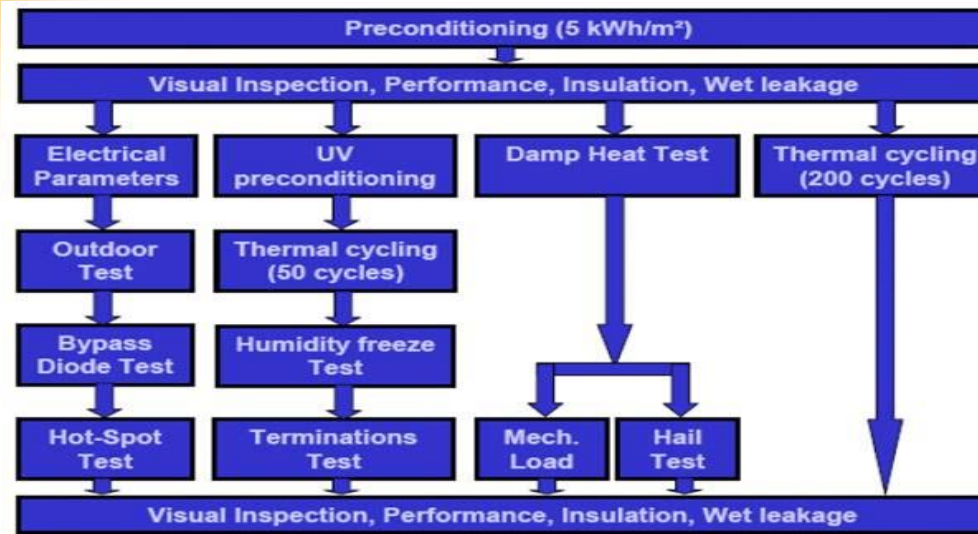 Preconditioning (5 kWh/m²)
Visual Inspection, Performance, Insulation, Wet leakage
Electrical
Parameters
UV
preconditioning
Damp Heat Test
Thermal cycling
(200 cycles)
Outdoor
Test
Thermal cycling
(50 cycles)
Bypass
Diode Test
Humidity freeze
Test
Hot-Spot
Test
Terminations
Test
Mech.
Load
Hail
Test
Visual Inspection, Performance, Insulation, Wet leakage